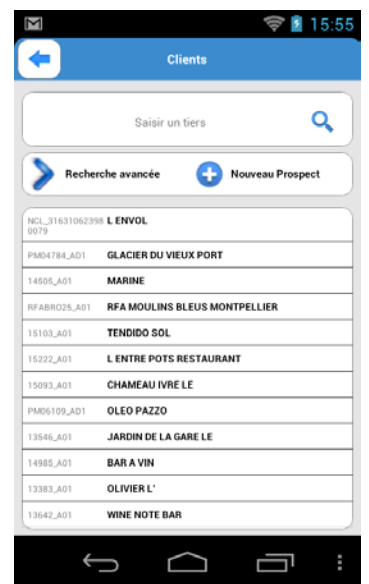 15:55
Clients
Saisir un tiers
Recherche avancée Nouveau Prospect
NCL_31631062398 L ENVOL
0079
PM04784_AD1 GLACIER DU VIEUX PORT
14505_A01 MARINE
RFABRO25_A01 RFA MOULINS BLEUS MONTPELLIER
15103_A01 TENDIDO SOL
15222_A01 L ENTRE POTS RESTAURANT
15093_A01 CHAMEAU IVRE LE
PM06109_AD1 OLEO PAZZO
13546_A01 JARDIN DE LA GARE LE
14985_A01 BAR A VIN
13383_A01 OLIVIER L'
13642_A01 WINE NOTE BAR